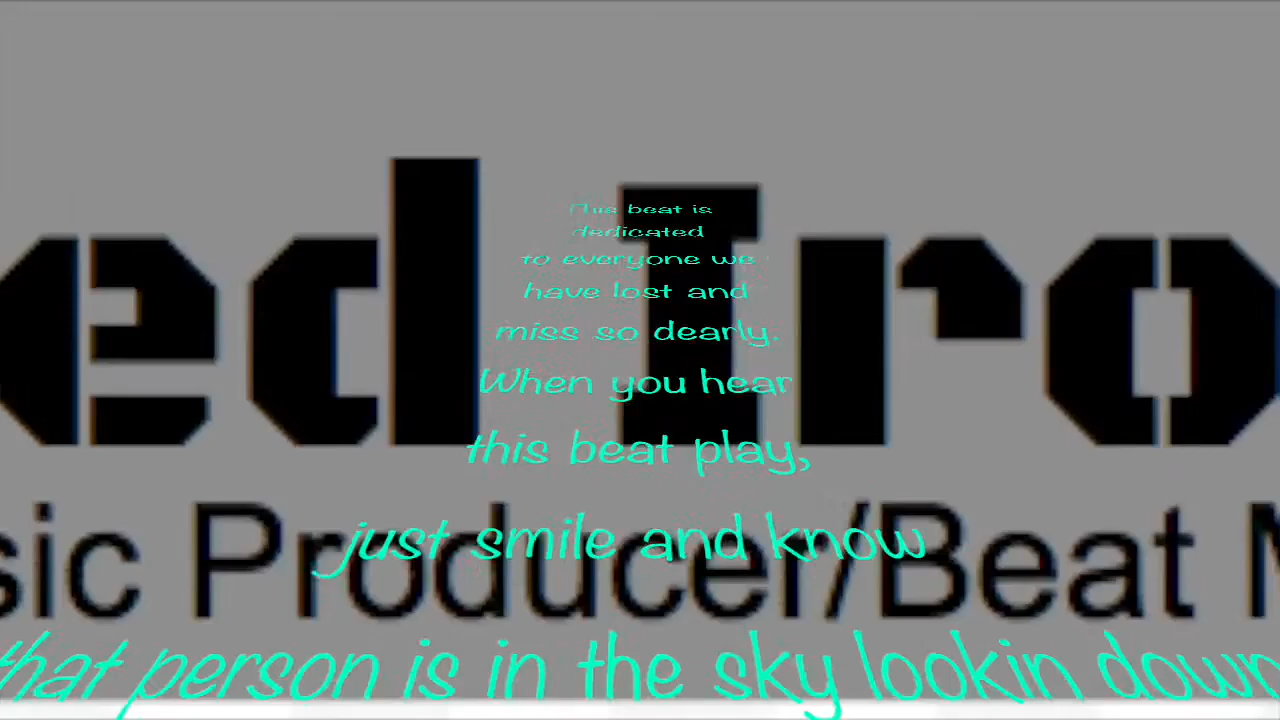 ed Iro
This beat is
dedicated
to everyone we
have lost and
miss so dearly.
When you hear
this beat play,
just smile and know
sic Producer/Beat M
that person is in the sky lookin down